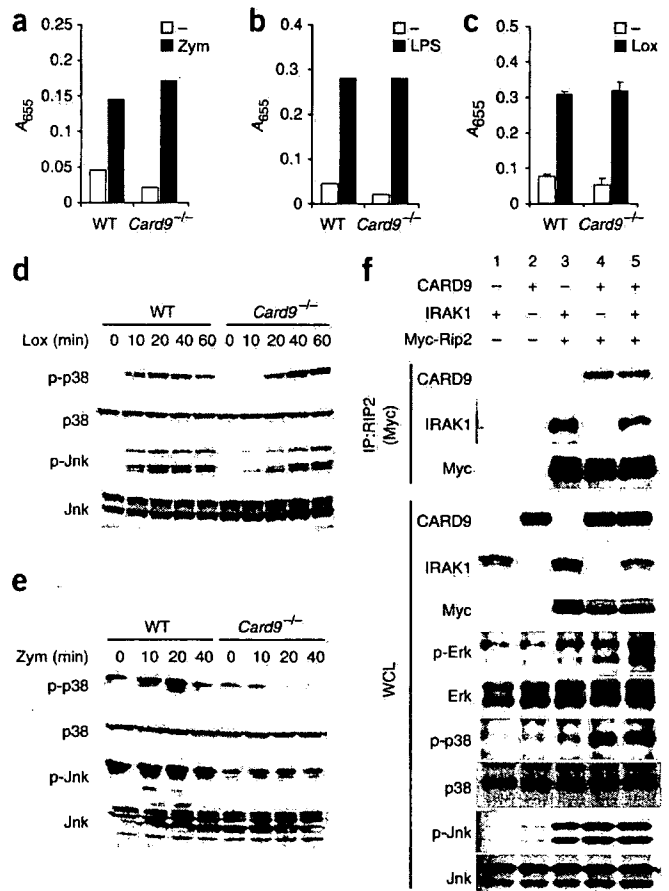 a
0.25
0.20
0.15
0.10
0.05
0
A655
–
Zym
WT Card9–/–
b
0.4
0.3
0.2
0.1
0
A655
–
LPS
WT Card9–/–
c
0.5
0.4
0.3
0.2
0.1
0
A655
–
Lox
WT Card9–/–
d
WT Card9–/–
Lox (min) 0 10 20 40 60 0 10 20 40 60
p-p38
p38
p-Jnk
Jnk
e
WT Card9–/–
Zym (min) 0 10 20 40 0 10 20 40
p-p38
p38
p-Jnk
Jnk
f
1 2 3 4 5
CARD9 – + – + +
IRAK1 + – + – +
Myc-Rip2 – – + + +
IP:RIP2
(Myc)
CARD9
IRAK1
Myc
WCL
CARD9
IRAK1
Myc
p-Erk
Erk
p-p38
p38
p-Jnk
Jnk